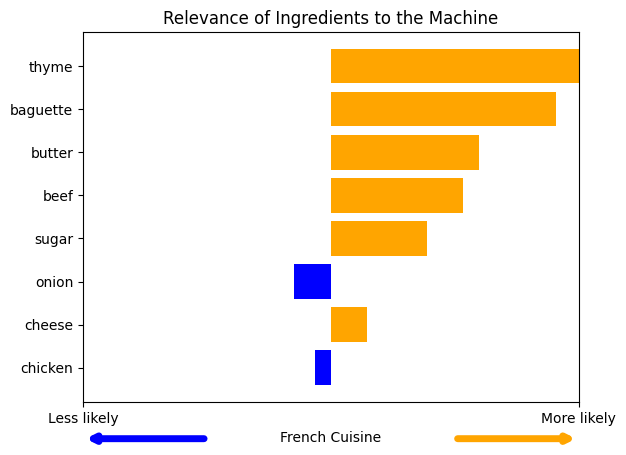 Relevance of Ingredients to the Machine
thyme
baguette
butter
beef
sugar
onion
cheese
chicken
Less likely
More likely
French Cuisine